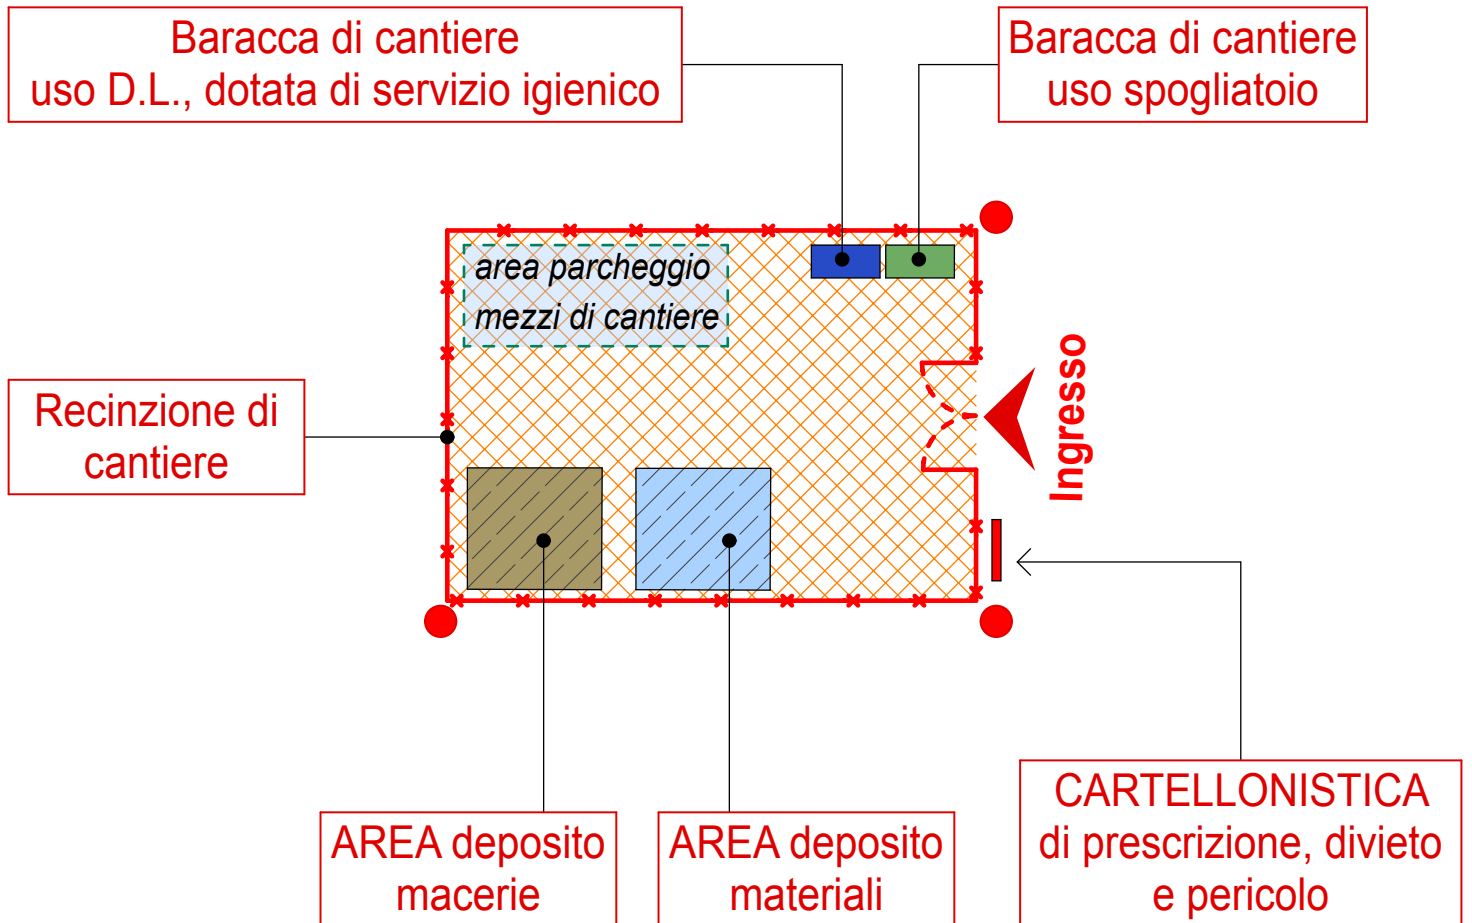 Baracca di cantiere
uso D.L., dotata di servizio igienico
Baracca di cantiere
uso spogliatoio
area parcheggio
mezzi di cantiere
Ingresso
Recinzione di
cantiere
AREA deposito
macerie
AREA deposito
materiali
CARTELLONISTICA
di prescrizione, divieto
e pericolo